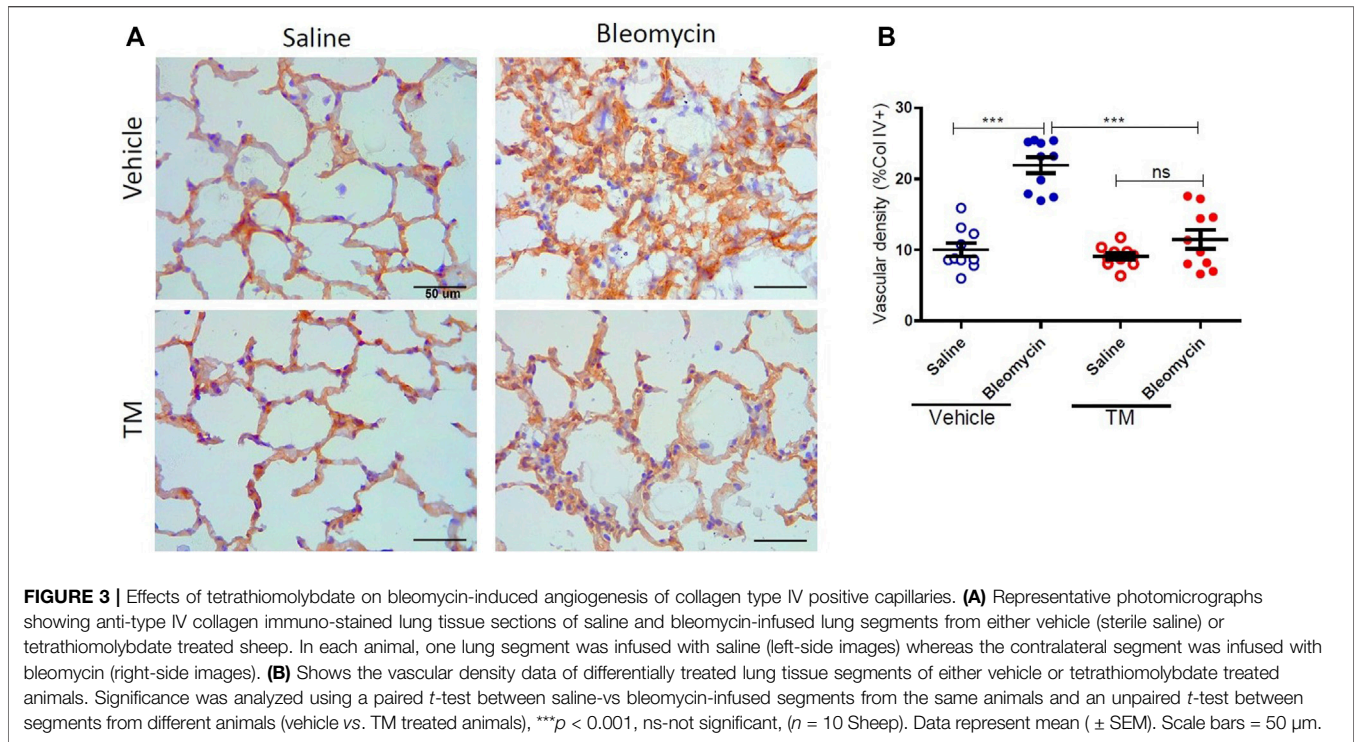 A
Saline
Bleomycin
Vehicle
TM
50 um
B
Vascular density (%Col IV+)
30
20
10
0
***
***
ns
Saline
Bleomycin
Saline
Bleomycin
Vehicle
TM
FIGURE 3 | Effects of tetrathiomolybdate on bleomycin-induced angiogenesis of collagen type IV positive capillaries. (A) Representative photomicrographs
showing anti-type IV collagen immuno-stained lung tissue sections of saline and bleomycin-infused lung segments from either vehicle (sterile saline) or
tetrathiomolybdate treated sheep. In each animal, one lung segment was infused with saline (left-side images) whereas the contralateral segment was infused with
bleomycin (right-side images). (B) Shows the vascular density data of differentially treated lung tissue segments of either vehicle or tetrathiomolybdate treated
animals. Significance was analyzed using a paired t-test between saline-vs bleomycin-infused segments from the same animals and an unpaired t-test between
segments from different animals (vehicle vs. TM treated animals), ***p < 0.001, ns-not significant, (n = 10 Sheep). Data represent mean ( ± SEM). Scale bars = 50 µm.